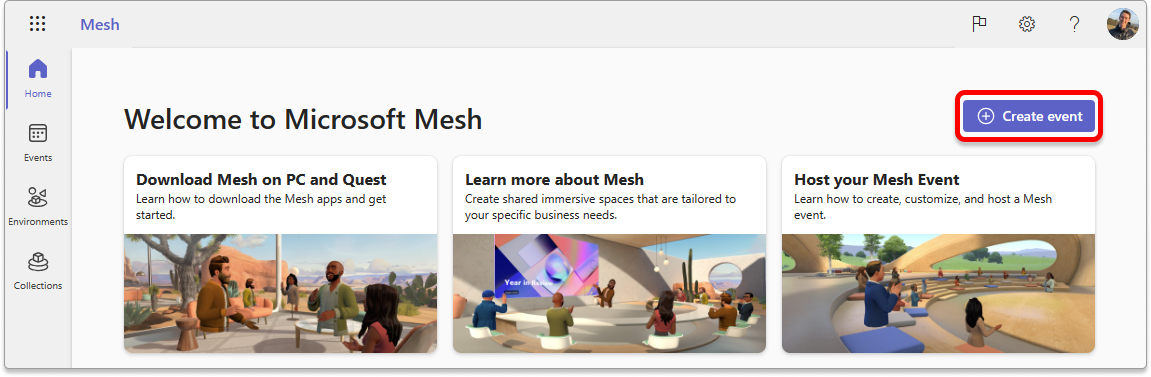 Mesh
Home
Events
Environments
Collections
Welcome to Microsoft Mesh
Create event
Download Mesh on PC and Quest
Learn how to download the Mesh apps and get
started.
Learn more about Mesh
Create shared immersive spaces that are tailored to
your specific business needs.
Year in Review
Host your Mesh Event
Learn how to create, customize, and host a Mesh
event.